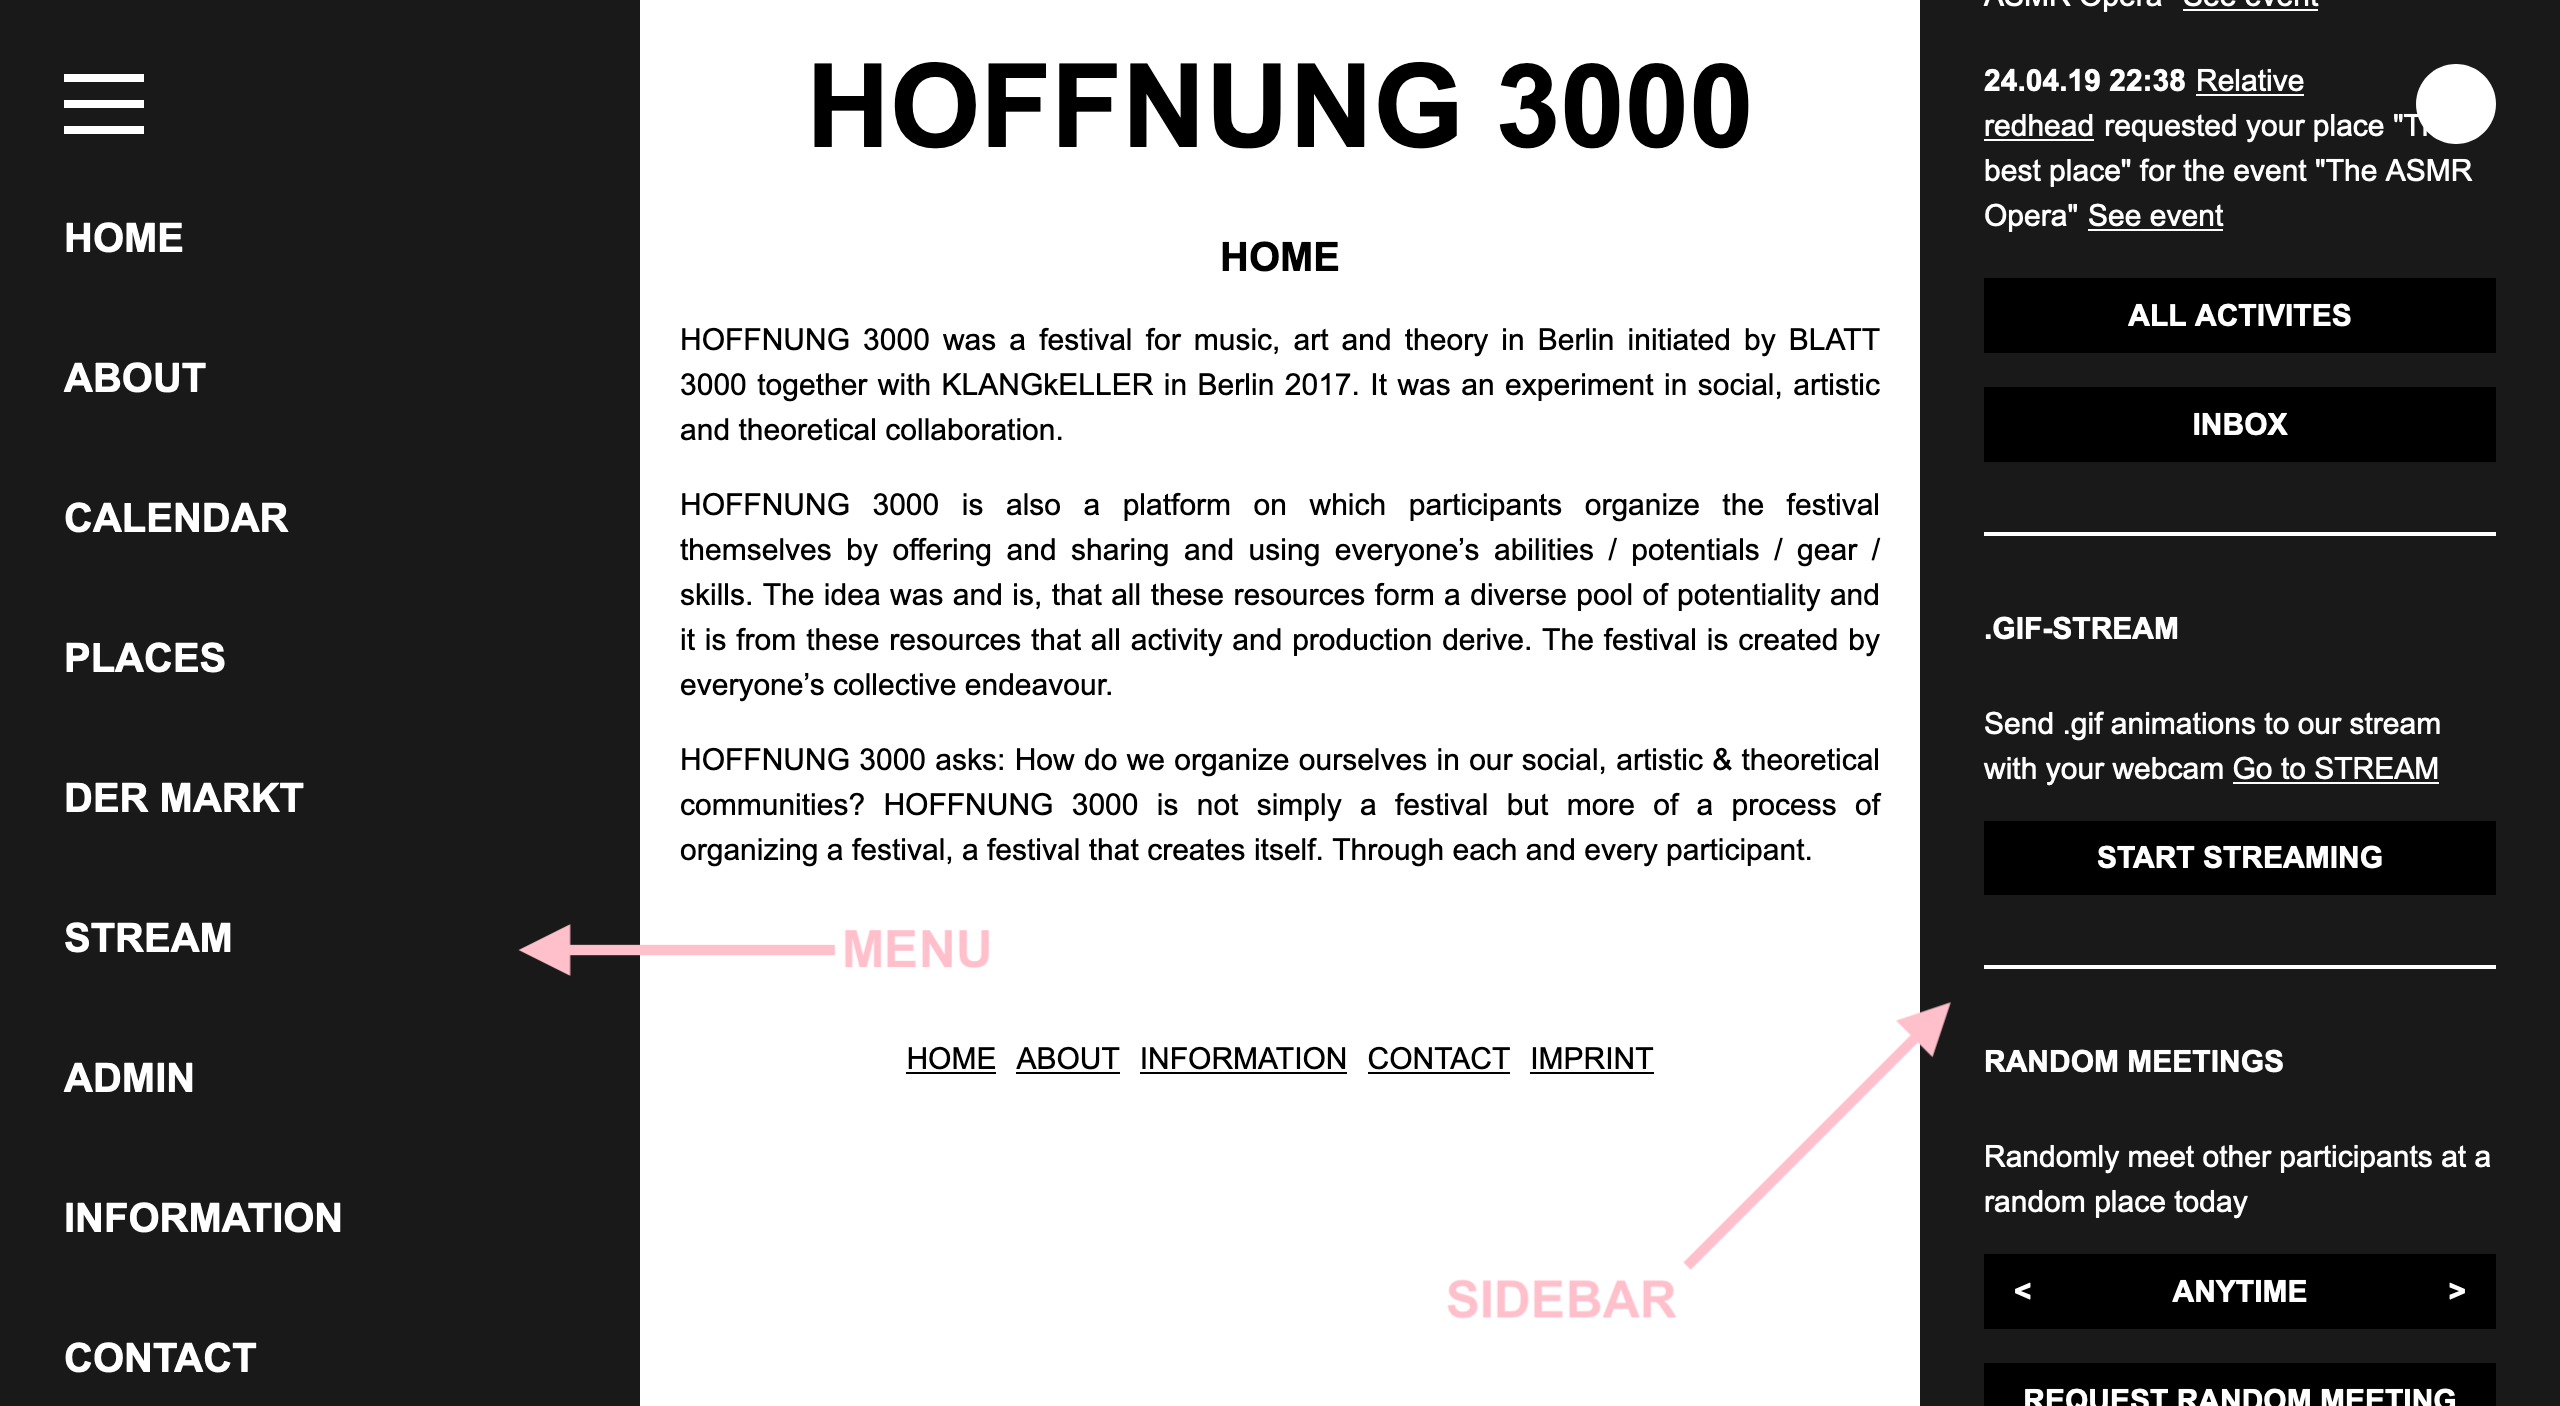 HOME
ABOUT
CALENDAR
PLACES
DER MARKT
STREAM
ADMIN
INFORMATION
CONTACT
HOFFNUNG 3000
HOME
HOFFNUNG 3000 was a festival for music, art and theory in Berlin initiated by BLATT
3000 together with KLANGkELLER in Berlin 2017. It was an experiment in social, artistic
and theoretical collaboration.
HOFFNUNG 3000 is also a platform on which participants organize the festival
themselves by offering and sharing and using everyone’s abilities / potentials / gear /
skills. The idea was and is, that all these resources form a diverse pool of potentiality and
it is from these resources that all activity and production derive. The festival is created by
everyone’s collective endeavour.
HOFFNUNG 3000 asks: How do we organize ourselves in our social, artistic & theoretical
communities? HOFFNUNG 3000 is not simply a festival but more of a process of
organizing a festival, a festival that creates itself. Through each and every participant.
MENU
HOME ABOUT INFORMATION CONTACT IMPRINT
SIDEBAR
ASMR Opera" See event
24.04.19 22:38 Relative
redhead requested your place
best place" for the event "The ASMR
Opera" See event
ALL ACTIVITES
INBOX
.GIF-STREAM
Send .gif animations to our stream
with your webcam Go to STREAM
START STREAMING
RANDOM MEETINGS
Randomly meet other participants at a
random place today
< ANYTIME >
REQUEST RANDOM MEETING